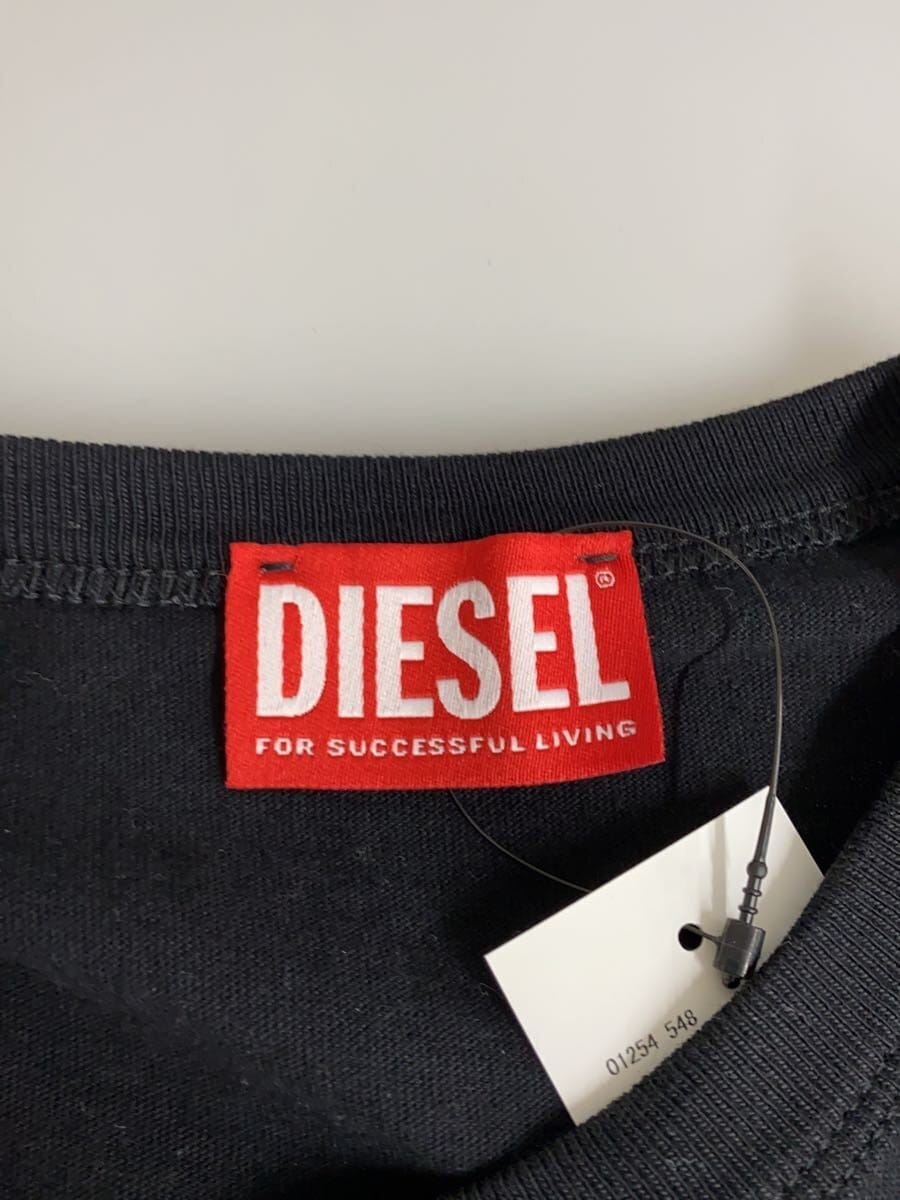 DIESEL®
FOR SUCCESSFUL LIVING
01254 548